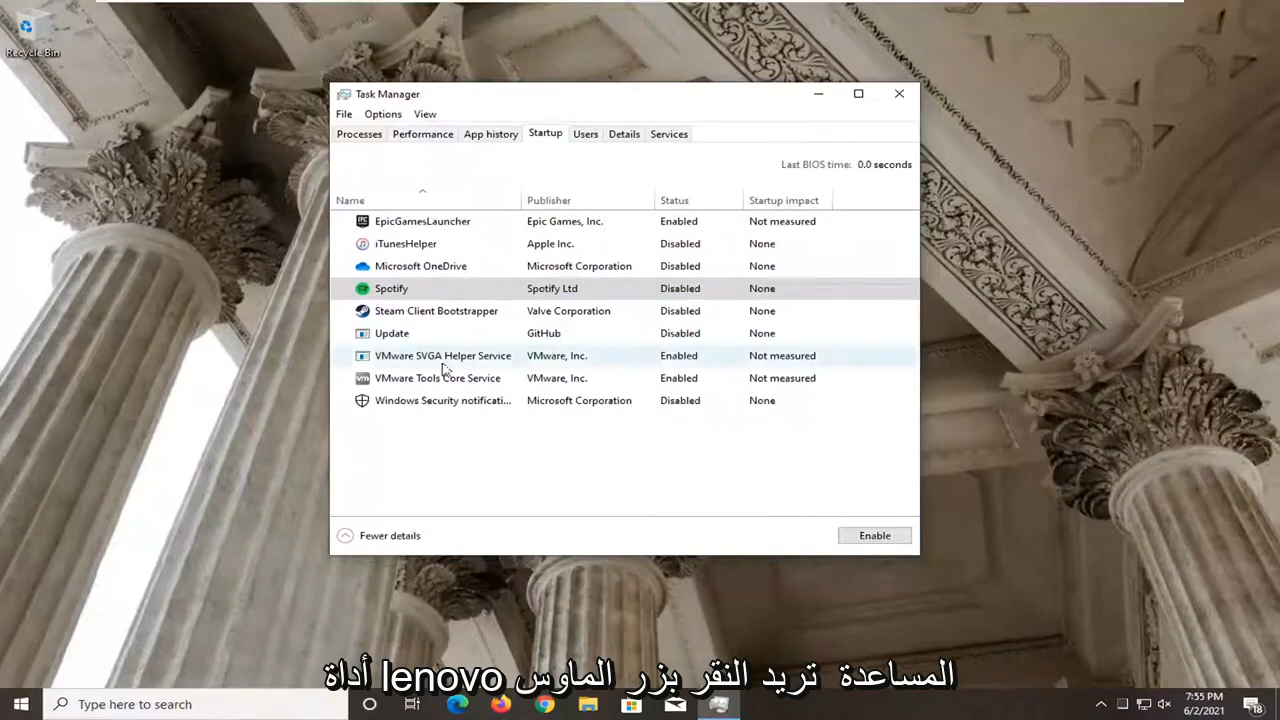 Recycle Bin
Task Manager
File Options View
Processes Performance App history Startup Users Details Services
Last BIOS time: 0.0 seconds
Name Publisher Status Startup impact
EpicGamesLauncher Epic Games, Inc. Enabled Not measured
iTunesHelper Apple Inc. Disabled None
Microsoft OneDrive Microsoft Corporation Disabled None
Spotify Spotify Ltd Disabled None
Steam Client Bootstrapper Valve Corporation Disabled None
Update GitHub Disabled None
VMware SVGA Helper Service VMware, Inc. Enabled Not measured
VMware Tools Core Service VMware, Inc. Enabled Not measured
Windows Security notificati... Microsoft Corporation Disabled None
Fewer details Enable
المساعدة تريد النقر بزر الماوس lenovo أداة
Type here to search
7:55 PM
6/2/2021
18